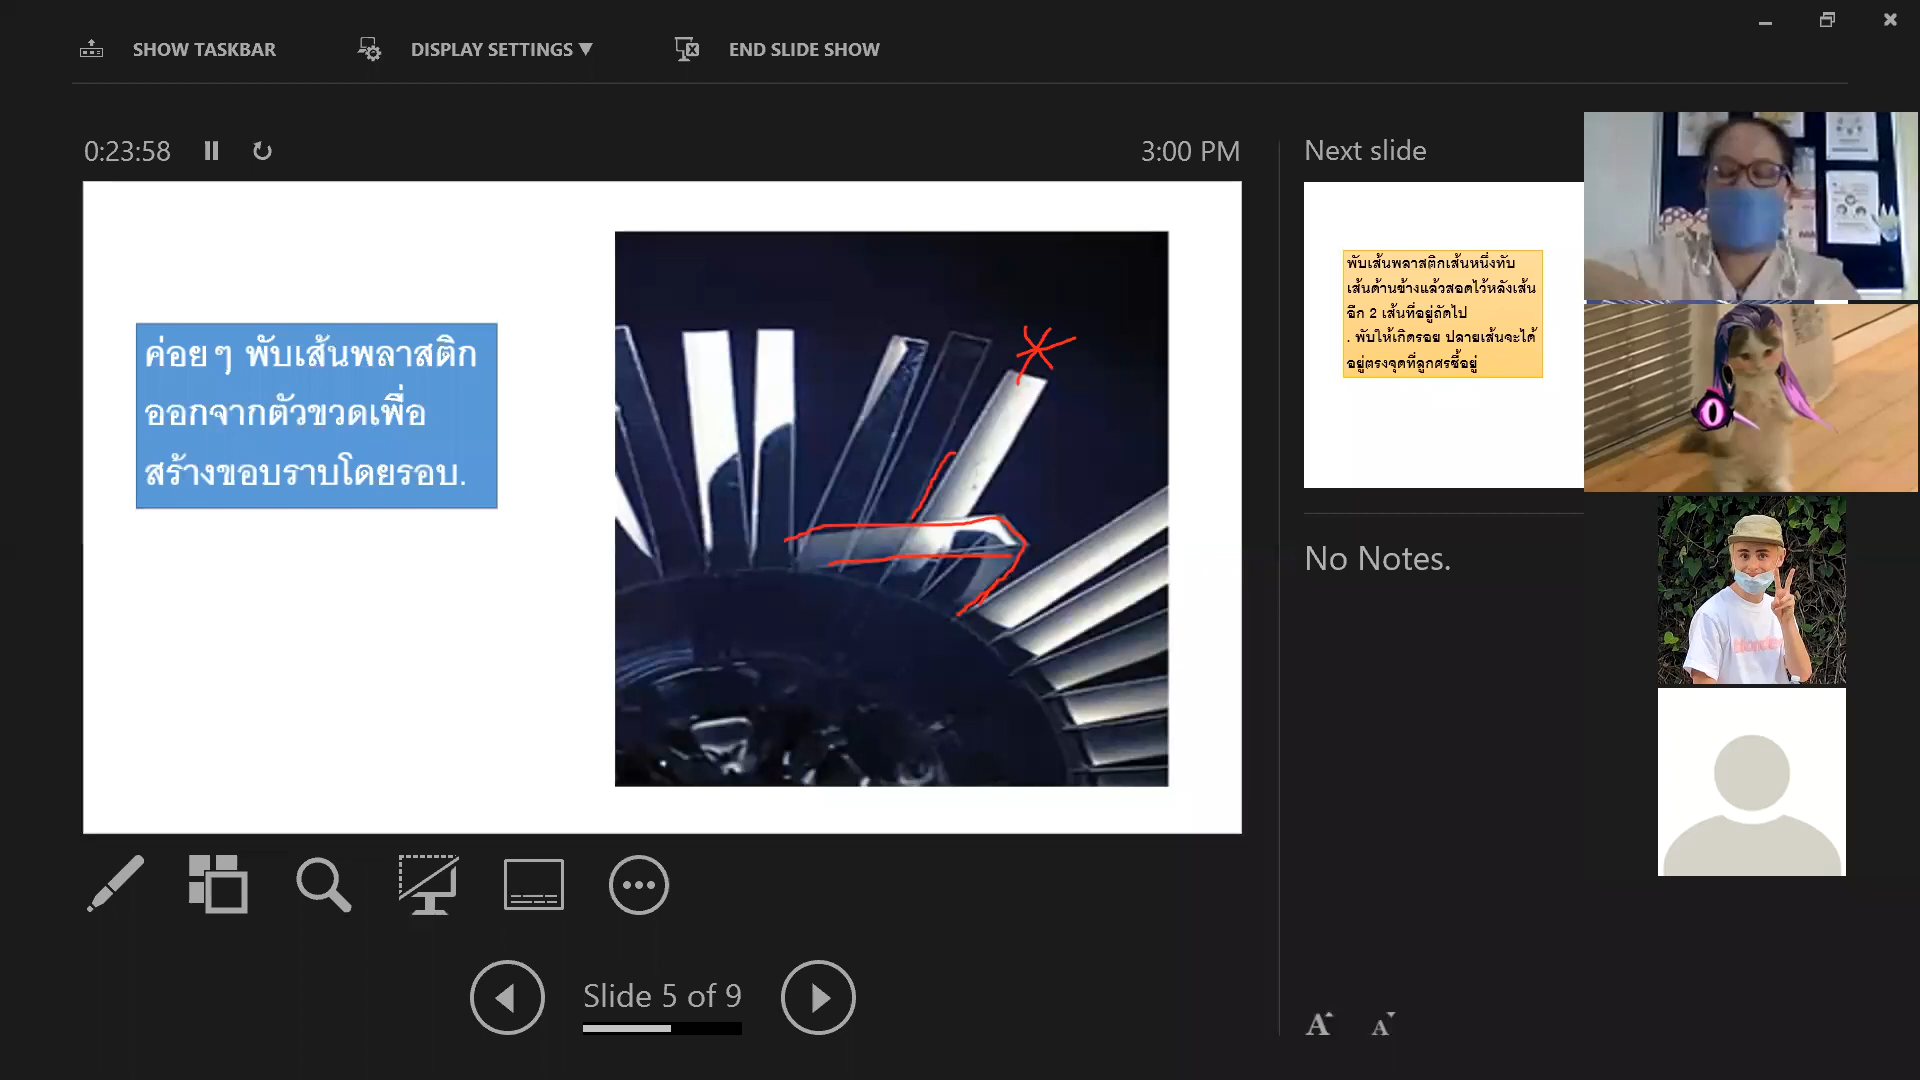 SHOW TASKBAR
DISPLAY SETTINGS ▼
END SLIDE SHOW
0:23:58
3:00 PM
Next slide
ค่อยๆ พับเส้นพลาสติก
ออกจากตัวขวดเพื่อ
สร้างขอบราบโดยรอบ.
พับเส้นพลาสติกเส้นหนึ่งทับ
เส้นด้านข้างแล้วสอดไว้หลังเส้น
อีก 2 เส้นที่อยู่ถัดไป
. พับให้เกิดรอย ปลายเส้นจะได้
อยู่ตรงจุดที่ลูกศรชี้อยู่
No Notes.
Slide 5 of 9
A A